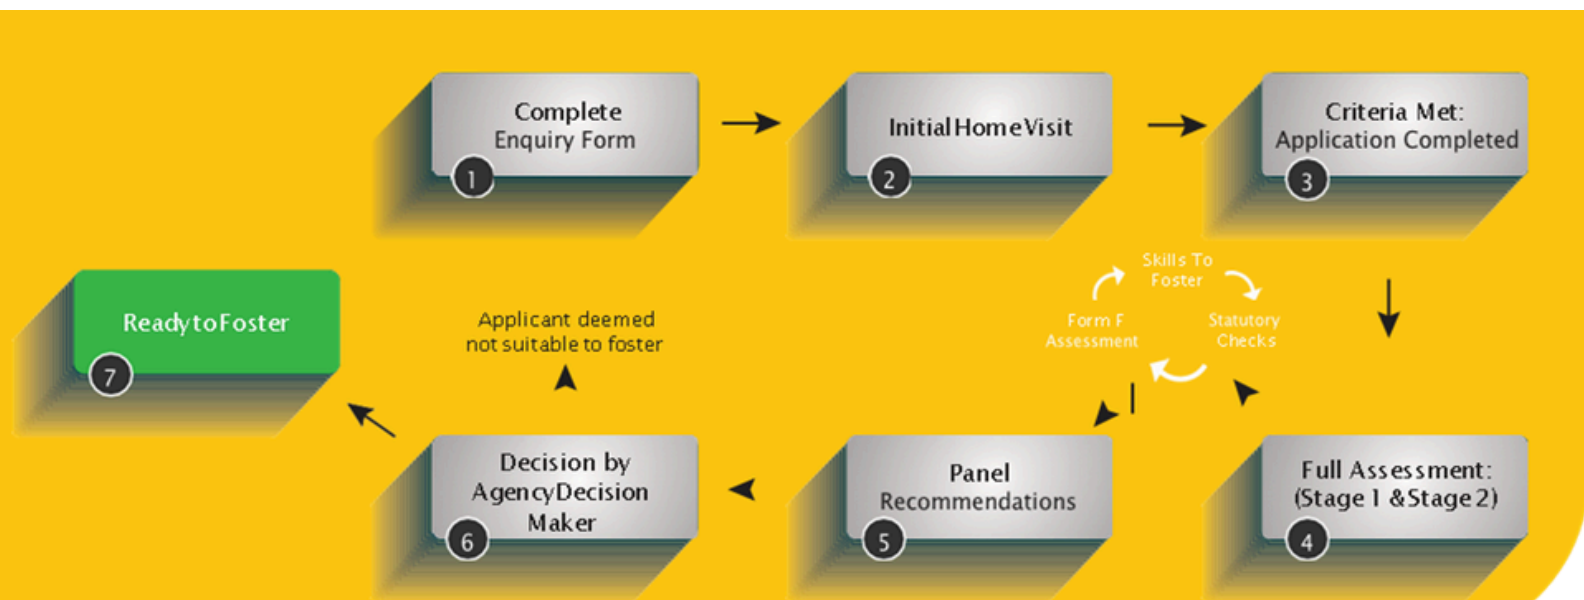 Complete
Enquiry Form
1
Initial Home Visit
2
Criteria Met:
Application Completed
3
Skills To
Foster
Form F
Assessment
Statutory
Checks
Ready to Foster
7
Applicant deemed
not suitable to foster
Decision by
Agency Decision
Maker
6
Panel
Recommendations
5
Full Assessment:
(Stage 1 & Stage 2)
4